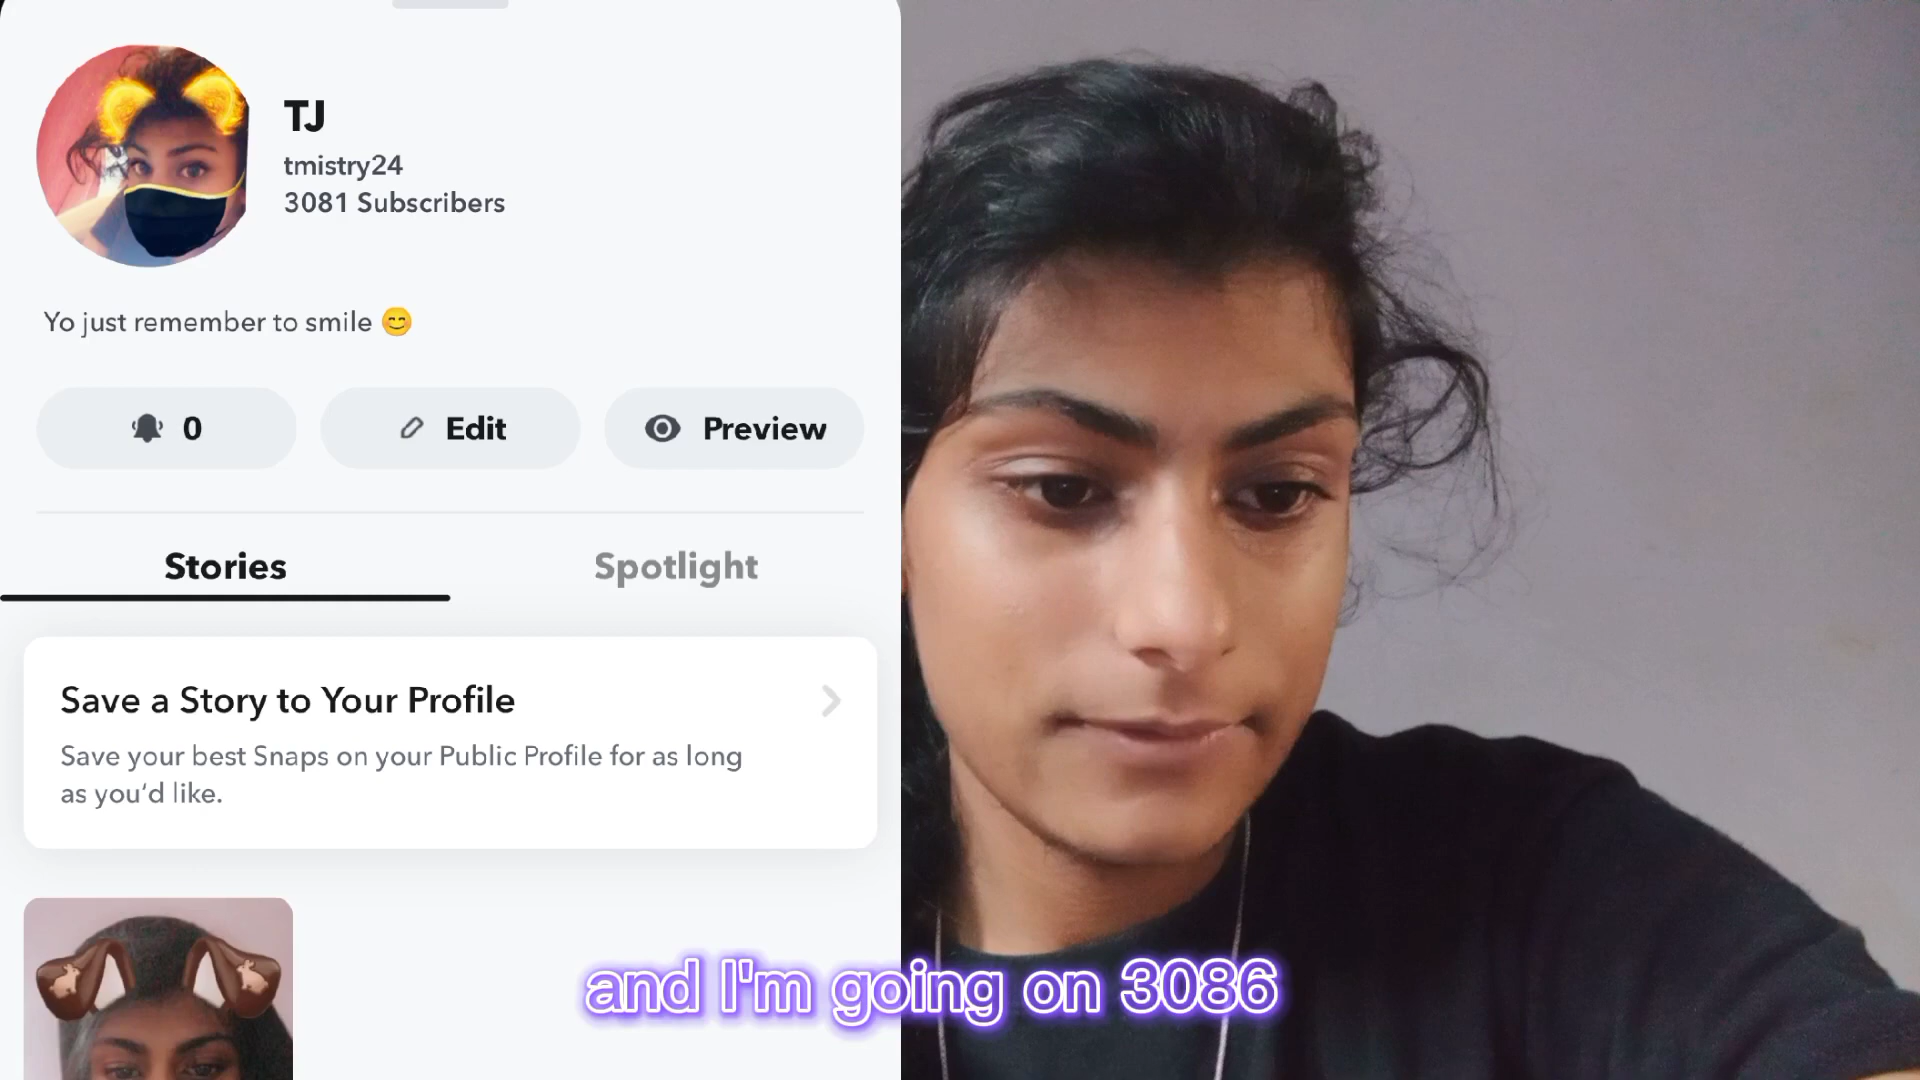 TJ
tmistry24
3081 Subscribers
Yo just remember to smile 😊
0
Edit
Preview
Stories
Spotlight
Save a Story to Your Profile
Save your best Snaps on your Public Profile for as long
as you'd like.
and I'm going on 3086